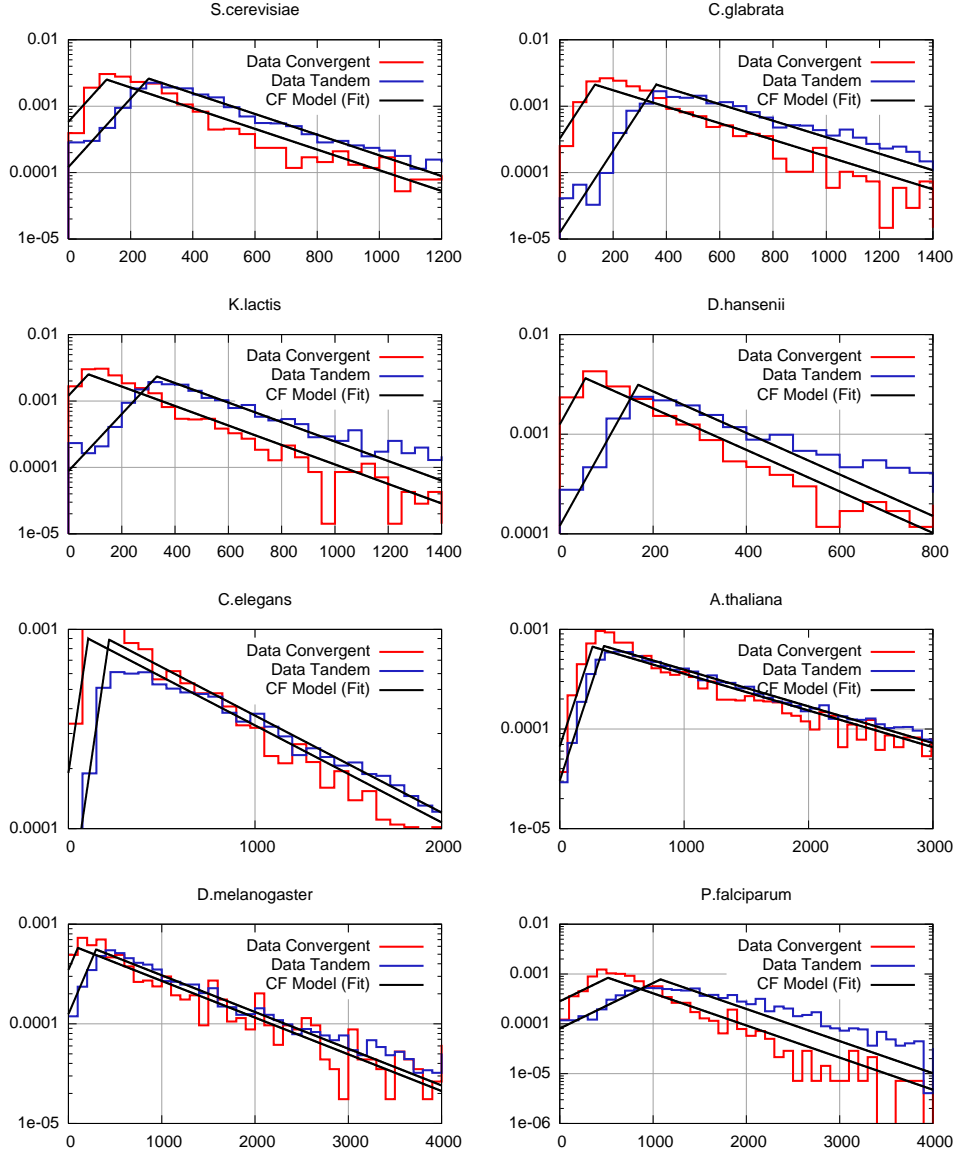 S.cerevisiae
0.01
0.001
0.0001
1e-05
0 200 400 600 800 1000 1200
Data Convergent
Data Tandem
CF Model (Fit)
C.glabrata
0.01
0.001
0.0001
1e-05
0 200 400 600 800 1000 1200 1400
Data Convergent
Data Tandem
CF Model (Fit)
K.lactis
0.01
0.001
0.0001
1e-05
0 200 400 600 800 1000 1200 1400
Data Convergent
Data Tandem
CF Model (Fit)
D.hansenii
0.01
0.001
0.0001
0 200 400 600 800
Data Convergent
Data Tandem
CF Model (Fit)
C.elegans
0.001
0.0001
0 1000 2000
Data Convergent
Data Tandem
CF Model (Fit)
A.thaliana
0.001
0.0001
1e-05
0 1000 2000 3000
Data Convergent
Data Tandem
CF Model (Fit)
D.melanogaster
0.001
0.0001
1e-05
0 1000 2000 3000 4000
Data Convergent
Data Tandem
CF Model (Fit)
P.falciparum
0.01
0.001
0.0001
1e-05
1e-06
0 1000 2000 3000 4000
Data Convergent
Data Tandem
CF Model (Fit)